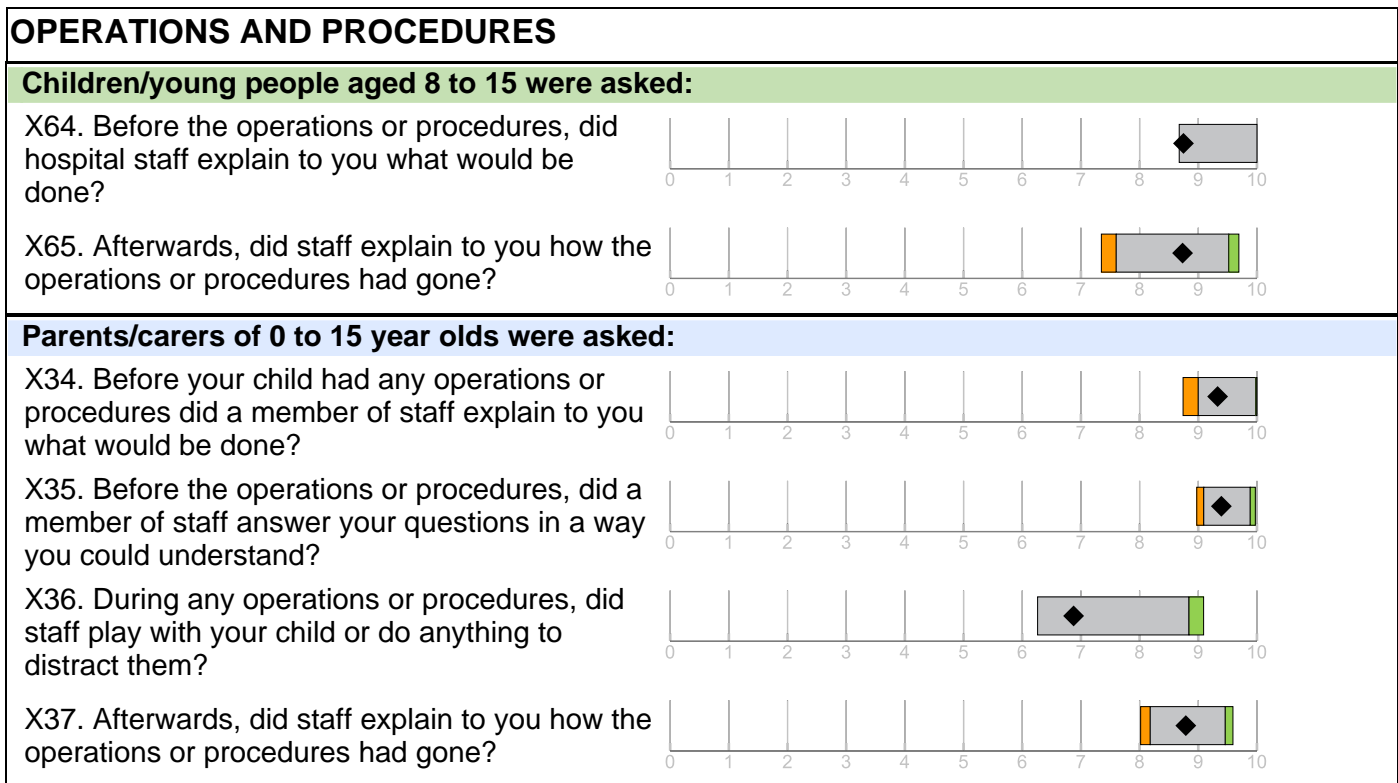 OPERATIONS AND PROCEDURES
Children/young people aged 8 to 15 were asked:
X64. Before the operations or procedures, did
hospital staff explain to you what would be
done?
0 1 2 3 4 5 6 7 8 9 10
X65. Afterwards, did staff explain to you how the
operations or procedures had gone?
0 1 2 3 4 5 6 7 8 9 10
Parents/carers of 0 to 15 year olds were asked:
X34. Before your child had any operations or
procedures did a member of staff explain to you
what would be done?
0 1 2 3 4 5 6 7 8 9 10
X35. Before the operations or procedures, did a
member of staff answer your questions in a way
you could understand?
0 1 2 3 4 5 6 7 8 9 10
X36. During any operations or procedures, did
staff play with your child or do anything to
distract them?
0 1 2 3 4 5 6 7 8 9 10
X37. Afterwards, did staff explain to you how the
operations or procedures had gone?
0 1 2 3 4 5 6 7 8 9 10